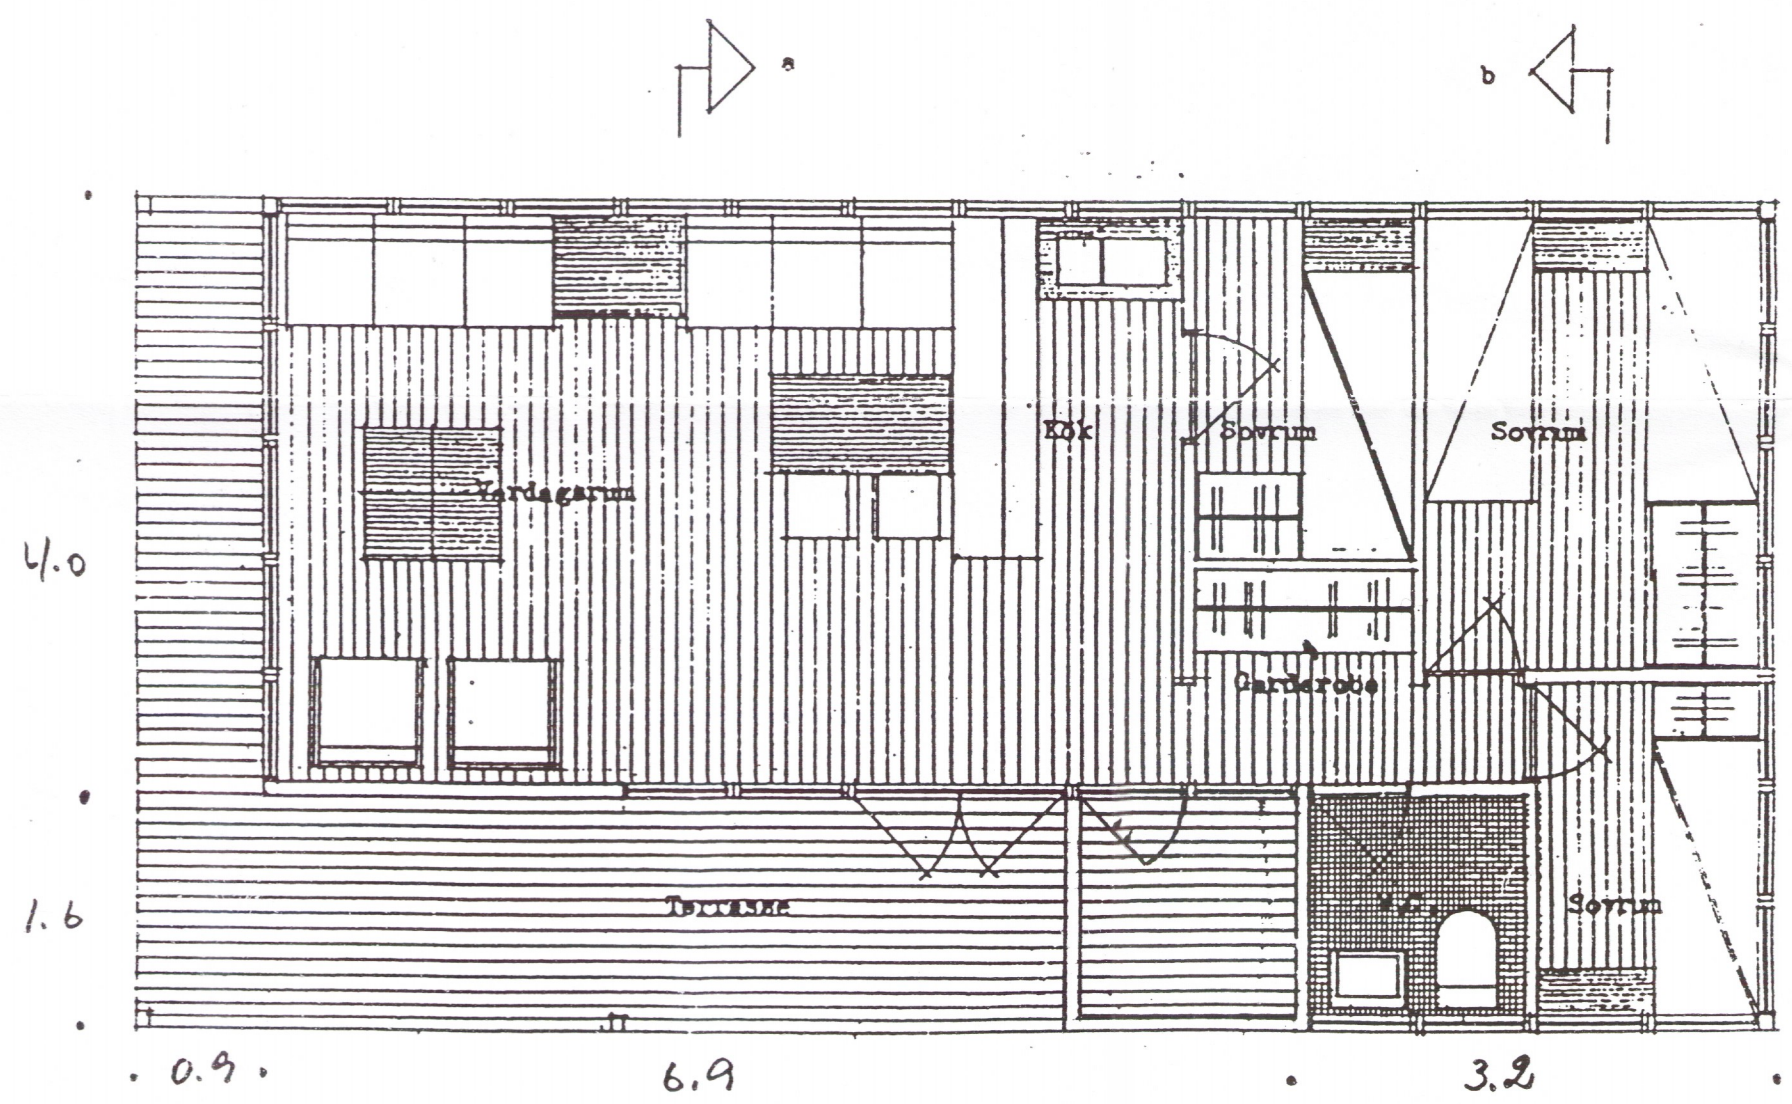 a
b
Kök
Sovrum
Sovrum
Vardagsrum
4.0
Garderobe
Terrasse
W.C.
Sovrum
1.6
0.9
6.9
3.2